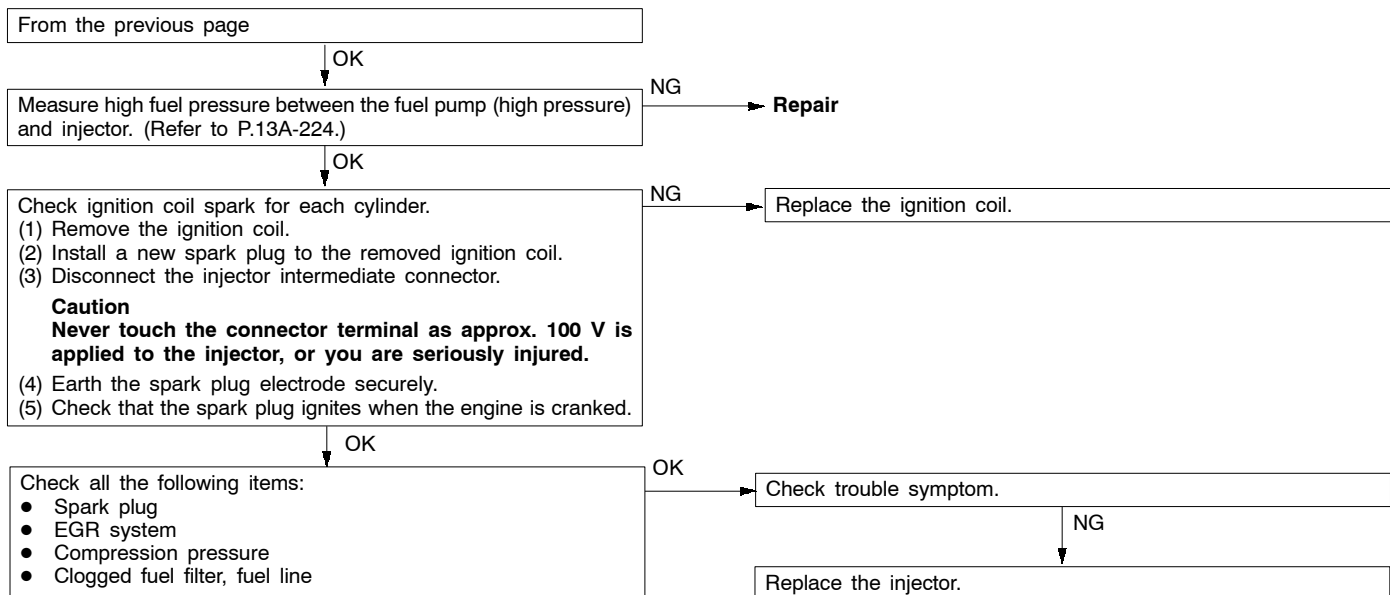 From the previous page
OK
Measure high fuel pressure between the fuel pump (high pressure)
and injector. (Refer to P.13A-224.)
NG
Repair
OK
Check ignition coil spark for each cylinder.
(1) Remove the ignition coil.
(2) Install a new spark plug to the removed ignition coil.
(3) Disconnect the injector intermediate connector.
Caution
Never touch the connector terminal as approx. 100 V is
applied to the injector, or you are seriously injured.
(4) Earth the spark plug electrode securely.
(5) Check that the spark plug ignites when the engine is cranked.
NG
Replace the ignition coil.
OK
Check all the following items:
● Spark plug
● EGR system
● Compression pressure
● Clogged fuel filter, fuel line
OK
Check trouble symptom.
NG
Replace the injector.